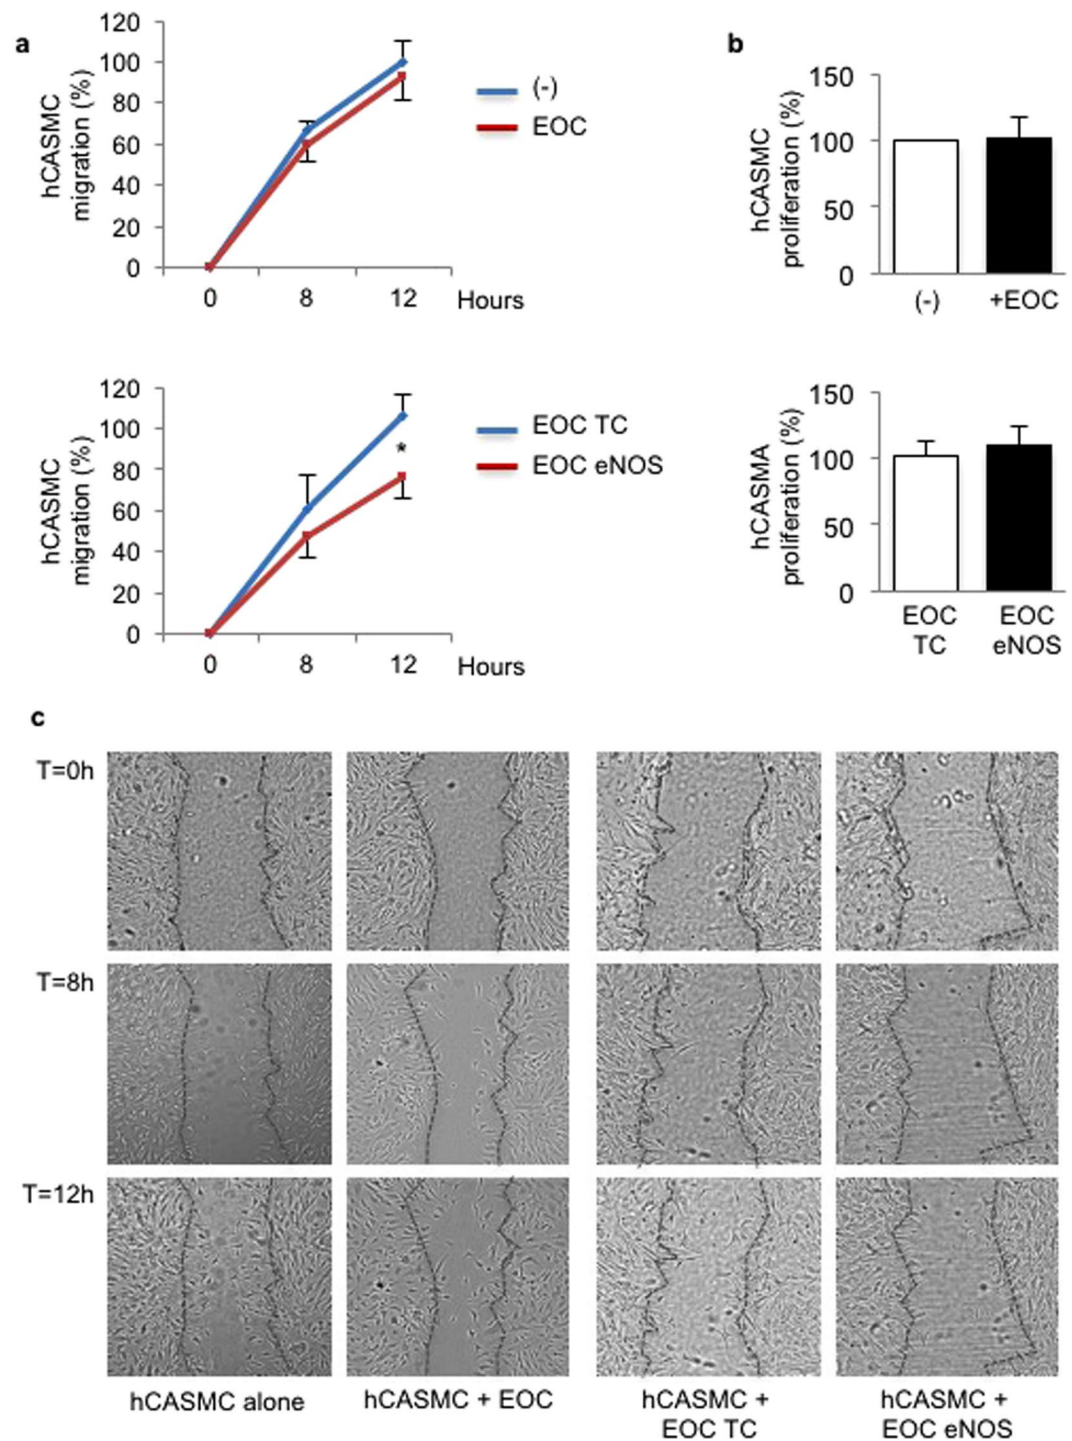 a
120
100
80
60
40
20
0
hCASMC
migration (%)
0 8 12 Hours
(-)
EOC
b
150
100
50
0
hCASMC
proliferation (%)
(-) +EOC
120
100
80
60
40
20
0
hCASMC
migration (%)
*
0 8 12 Hours
EOC TC
EOC eNOS
150
100
50
0
hCASMA
proliferation (%)
EOC EOC
TC eNOS
c
T=0h
T=8h
T=12h
hCASMC alone
hCASMC + EOC
hCASMC +
EOC TC
hCASMC +
EOC eNOS